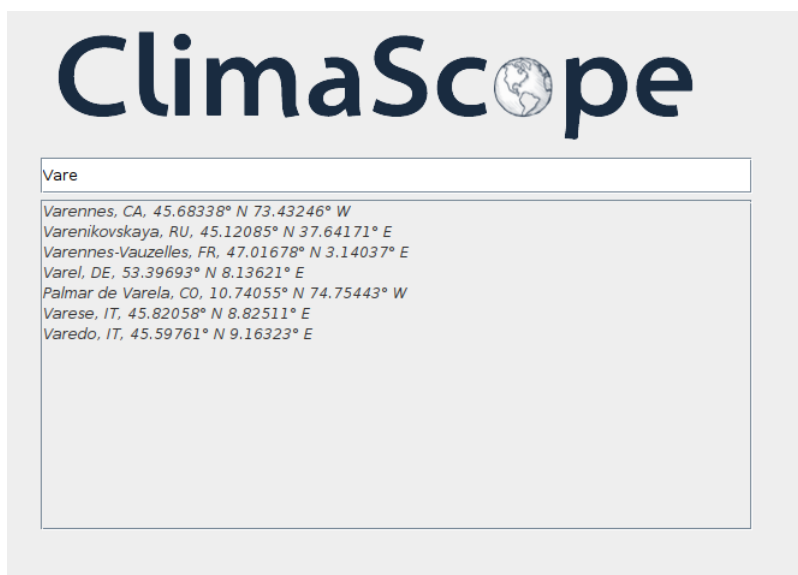 ClimaScope
Vare
Varennes, CA, 45.68338° N 73.43246° W
Varenikovskaya, RU, 45.12085° N 37.64171° E
Varennes-Vauzelles, FR, 47.01678° N 3.14037° E
Varel, DE, 53.39693° N 8.13621° E
Palmar de Varela, CO, 10.74055° N 74.75443° W
Varese, IT, 45.82058° N 8.82511° E
Varedo, IT, 45.59761° N 9.16323° E